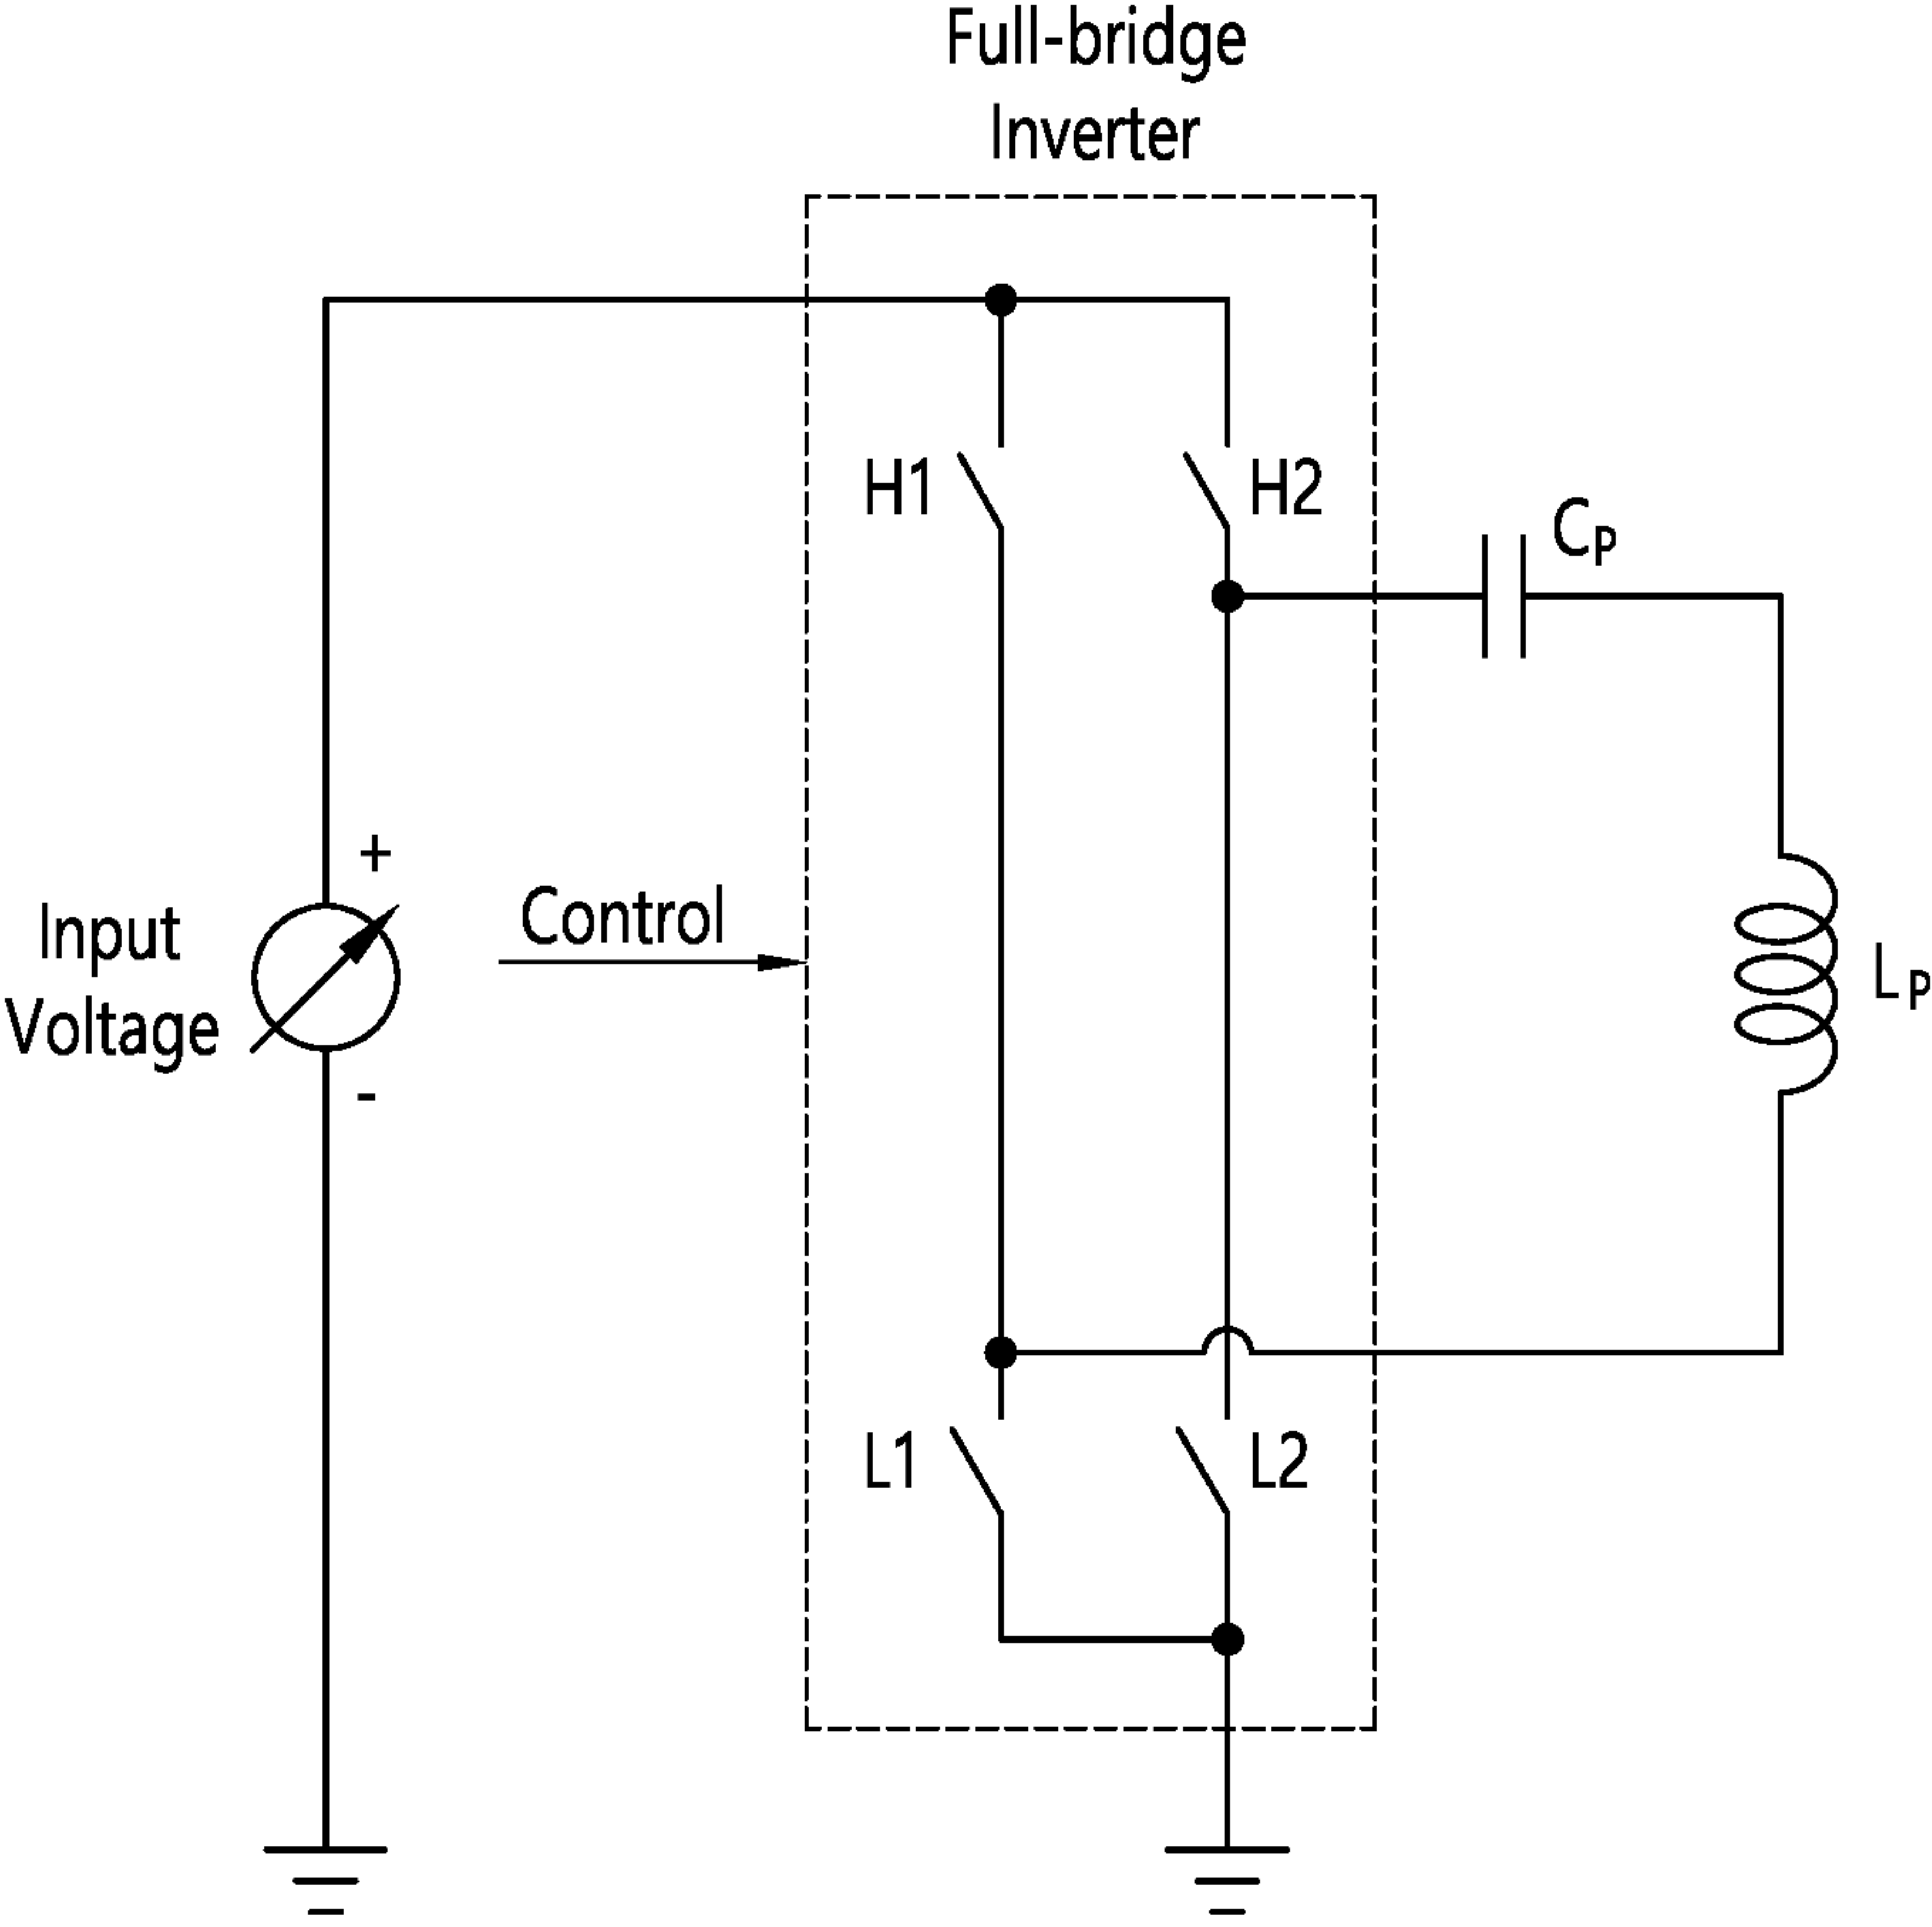 Full-bridge
Inverter
H1
H2
CP
+
Control
Input
Voltage
LP
-
L1
L2